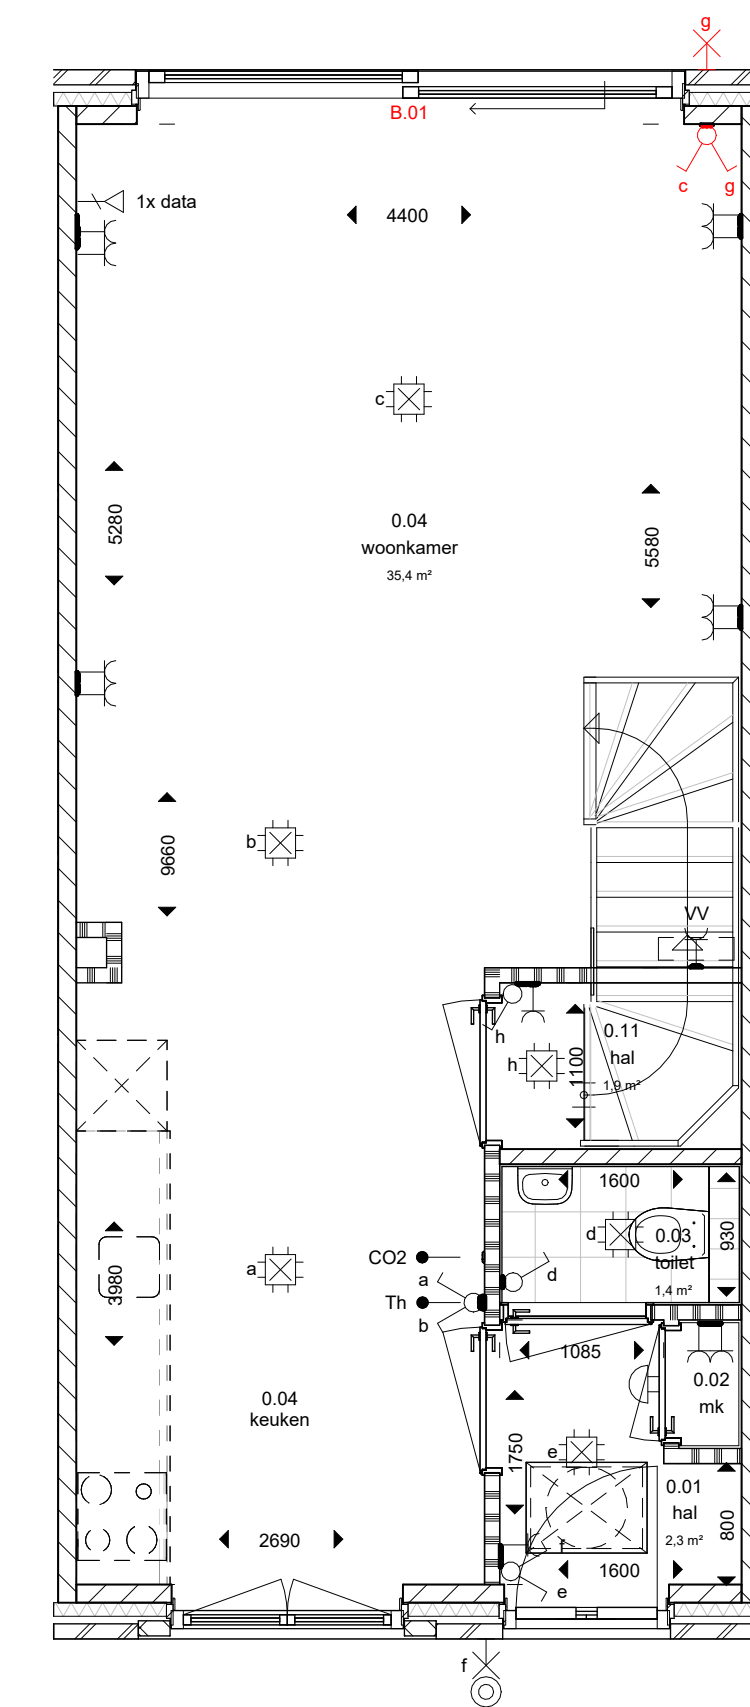 g
B.01
c
g
1x data
4400
c
5280
0.04
woonkamer
35,4 m²
5580
9660
b
VV
h
0.11
hal
1,9 m²
h
1100
1600
930
d
0.03
toilet
1,4 m²
CO2
a
d
3980
a
Th
b
1085
0.02
mk
0.04
keuken
1750
e
0.01
hal
2,3 m²
800
2690
f
1600
e
f